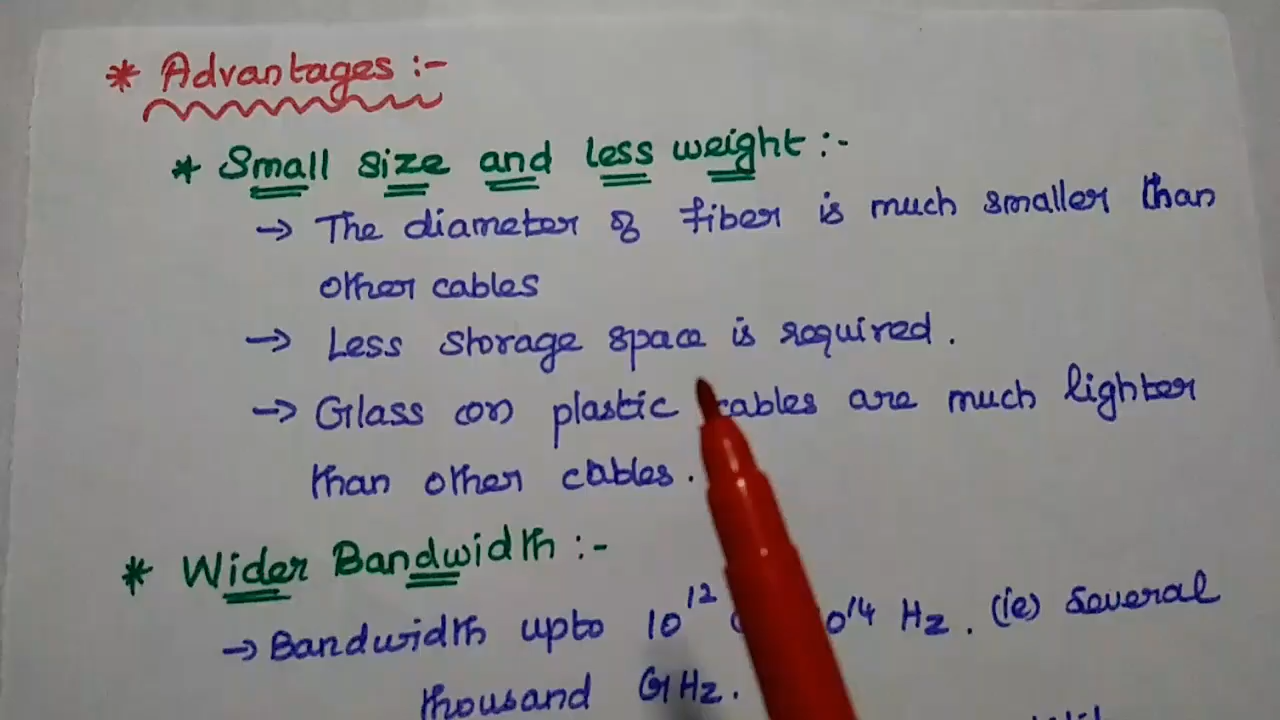 * Advantages :-
* Small size and less weight :-
→ The diameter of fiber is much smaller than
other cables
→ Less storage space is required.
→ Glass (or) plastic cables are much lighter
than other cables.
* Wider Bandwidth :-
→ Bandwidth upto 10¹² 10¹⁴ Hz. (ie) Several
thousand GHz.